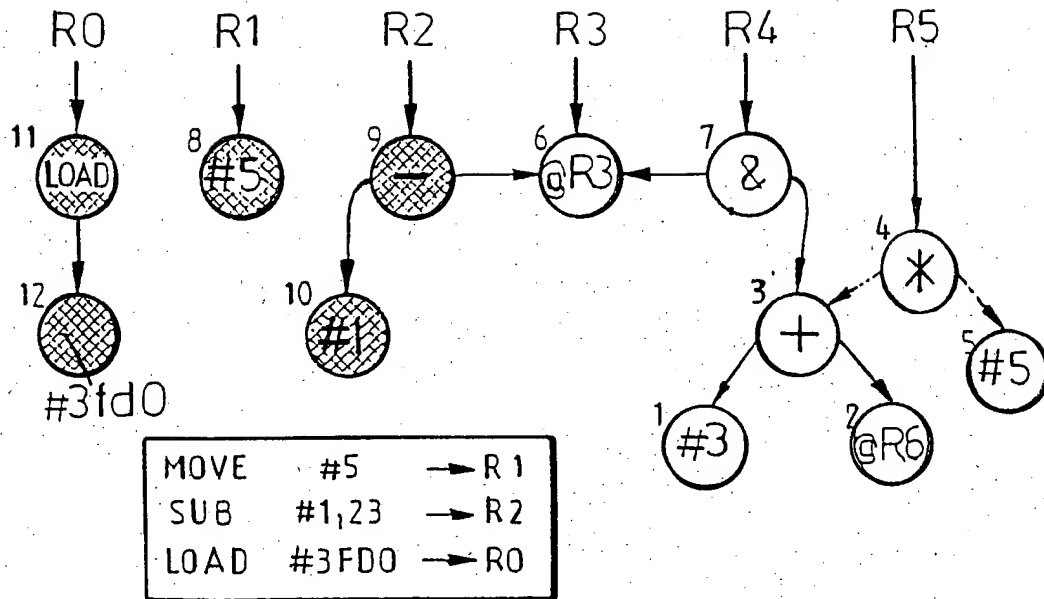 R0 R1 R2 R3 R4 R5
11 8 9 6 7
LOAD #5 - @R3 &
4
*
12 10 3 5
#1 + #5
#3fd0
1 2
#3 @R6
MOVE #5 → R1
SUB #1,23 → R2
LOAD #3FD0 → R0